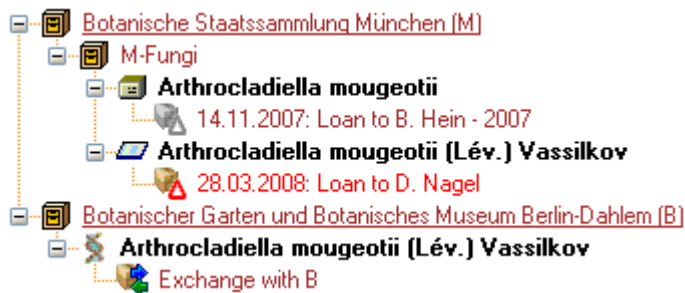 Botanische Staatssammlung München (M)
M-Fungi
Arthrocladiella mougeotii
14.11.2007: Loan to B. Hein - 2007
Arthrocladiella mougeotii (Lév.) Vassilkov
28.03.2008: Loan to D. Nagel
Botanischer Garten und Botanisches Museum Berlin-Dahlem (B)
Arthrocladiella mougeotii (Lév.) Vassilkov
Exchange with B